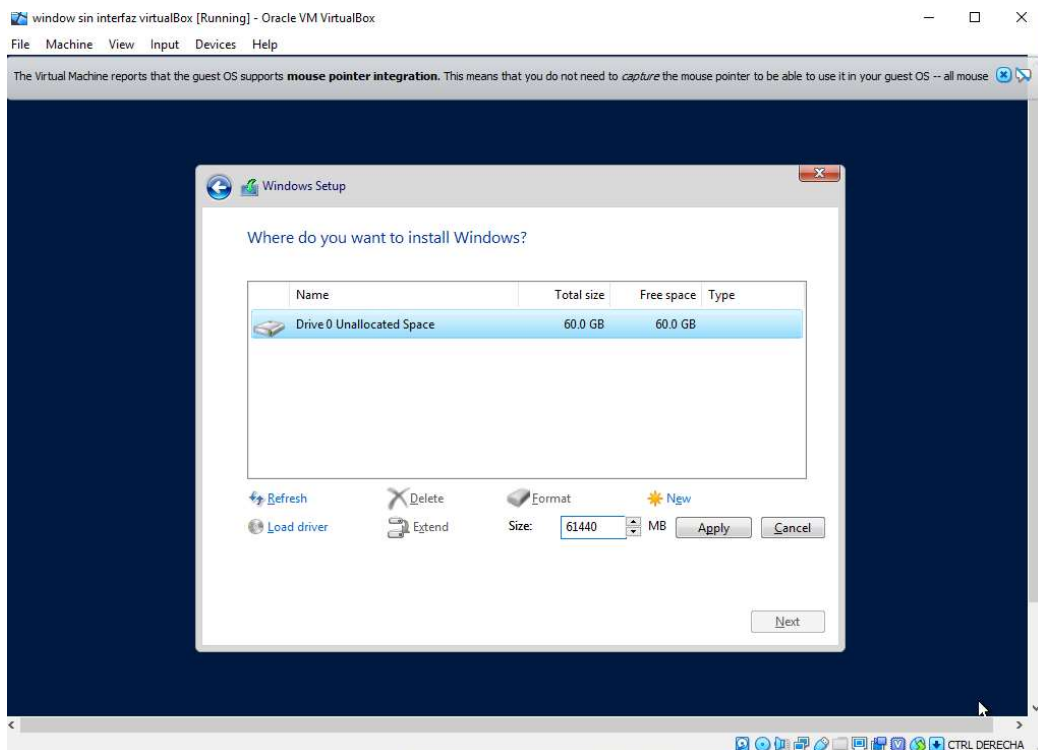 window sin interfaz virtualBox [Running] - Oracle VM VirtualBox
File Machine View Input Devices Help
The Virtual Machine reports that the guest OS supports mouse pointer integration. This means that you do not need to capture the mouse pointer to be able to use it in your guest OS -- all mouse
Windows Setup
Where do you want to install Windows?
Name Total size Free space Type
Drive 0 Unallocated Space 60.0 GB 60.0 GB
Refresh Delete Format New
Load driver Extend Size: 61440 MB Apply Cancel
Next
CTRL DERECHA